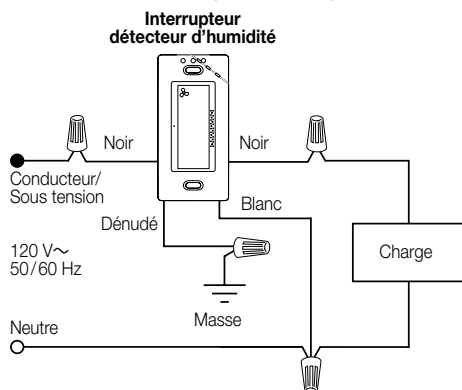 Interrupteur
détecteur d'humidité
Noir
Noir
Conducteur/
Sous tension
Blanc
Dénudé
120 V~
50/60 Hz
Charge
Masse
Neutre